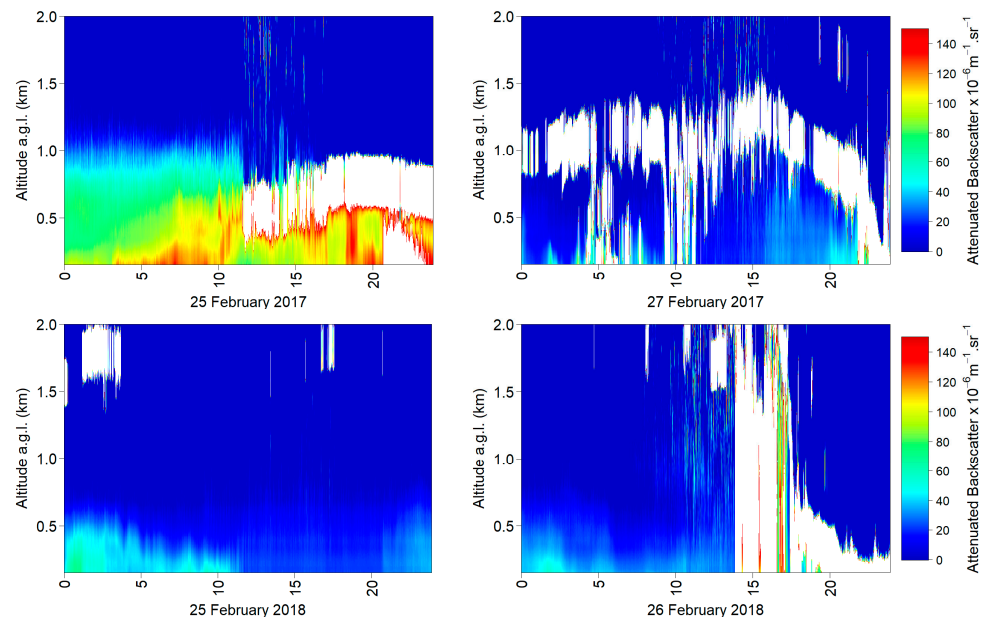 2.0
1.5
1.0
0.5
Altitude a.g.l. (km)
0 5 10 15 20
25 February 2017
2.0
1.5
1.0
0.5
Altitude a.g.l. (km)
0 5 10 15 20
27 February 2017
140
120
100
80
60
40
20
0
Attenuated Backscatter x 10⁻⁶m⁻¹.sr⁻¹
2.0
1.5
1.0
0.5
Altitude a.g.l. (km)
0 5 10 15 20
25 February 2018
2.0
1.5
1.0
0.5
Altitude a.g.l. (km)
0 5 10 15 20
26 February 2018
140
120
100
80
60
40
20
0
Attenuated Backscatter x 10⁻⁶m⁻¹.sr⁻¹